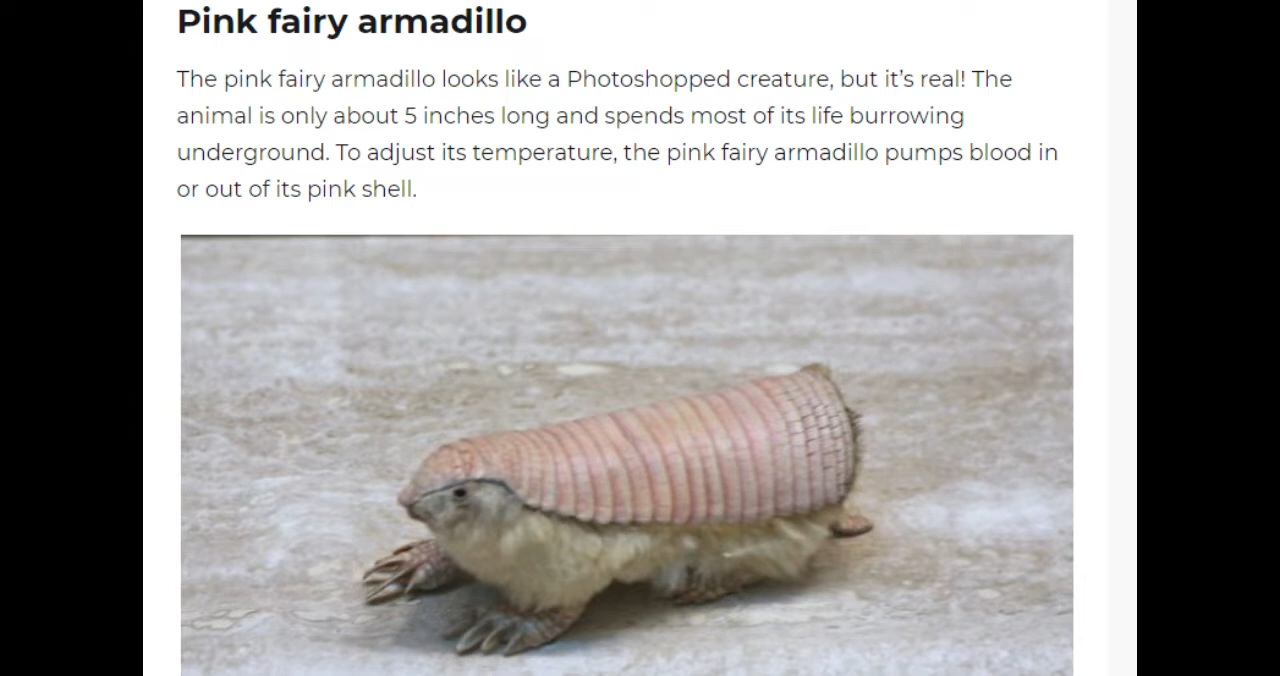 Pink fairy armadillo
The pink fairy armadillo looks like a Photoshopped creature, but it’s real! The
animal is only about 5 inches long and spends most of its life burrowing
underground. To adjust its temperature, the pink fairy armadillo pumps blood in
or out of its pink shell.